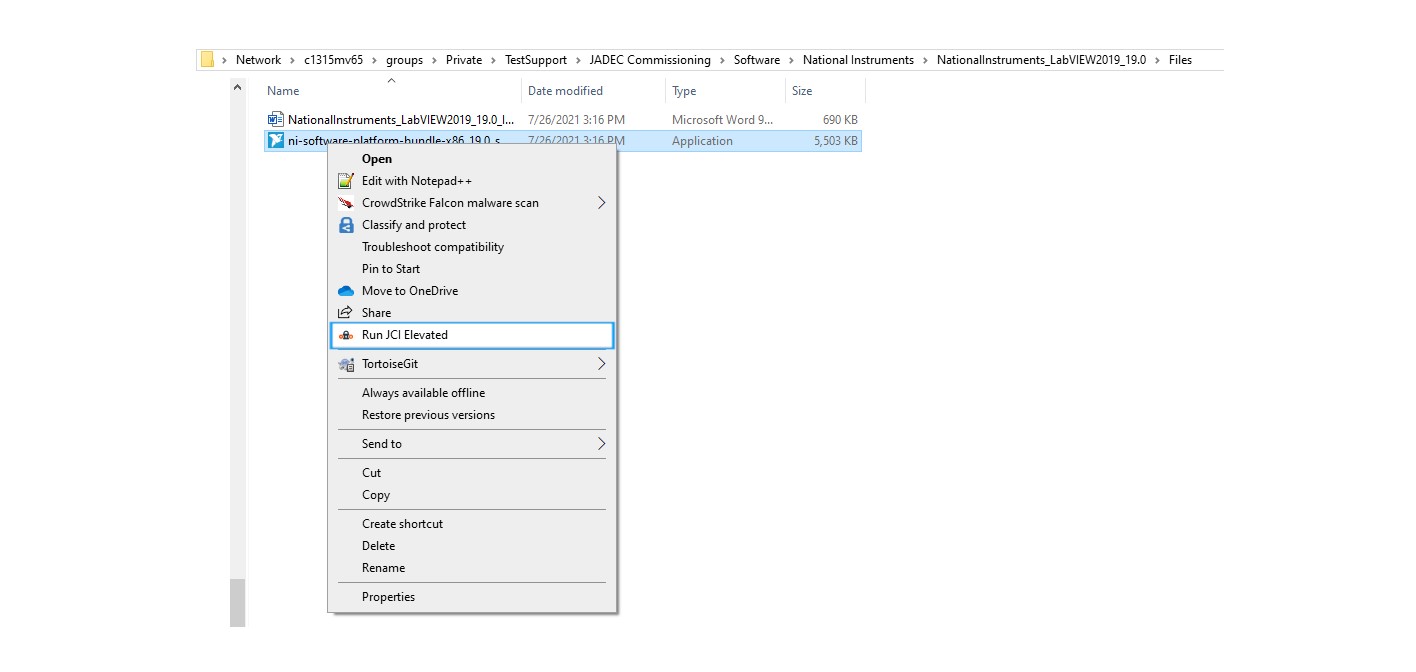 Network > c1315mv65 > groups > Private > TestSupport > JADEC Commissioning > Software > National Instruments > NationalInstruments_LabVIEW2019_19.0 > Files
Name Date modified Type Size
NationalInstruments_LabVIEW2019_19.0_I... 7/26/2021 3:16 PM Microsoft Word 9... 690 KB
ni-software-platform-bundle-x86_19.0_s 7/26/2021 3:16 PM Application 5,503 KB
Open
Edit with Notepad++
CrowdStrike Falcon malware scan
Classify and protect
Troubleshoot compatibility
Pin to Start
Move to OneDrive
Share
Run JCI Elevated
TortoiseGit
Always available offline
Restore previous versions
Send to
Cut
Copy
Create shortcut
Delete
Rename
Properties